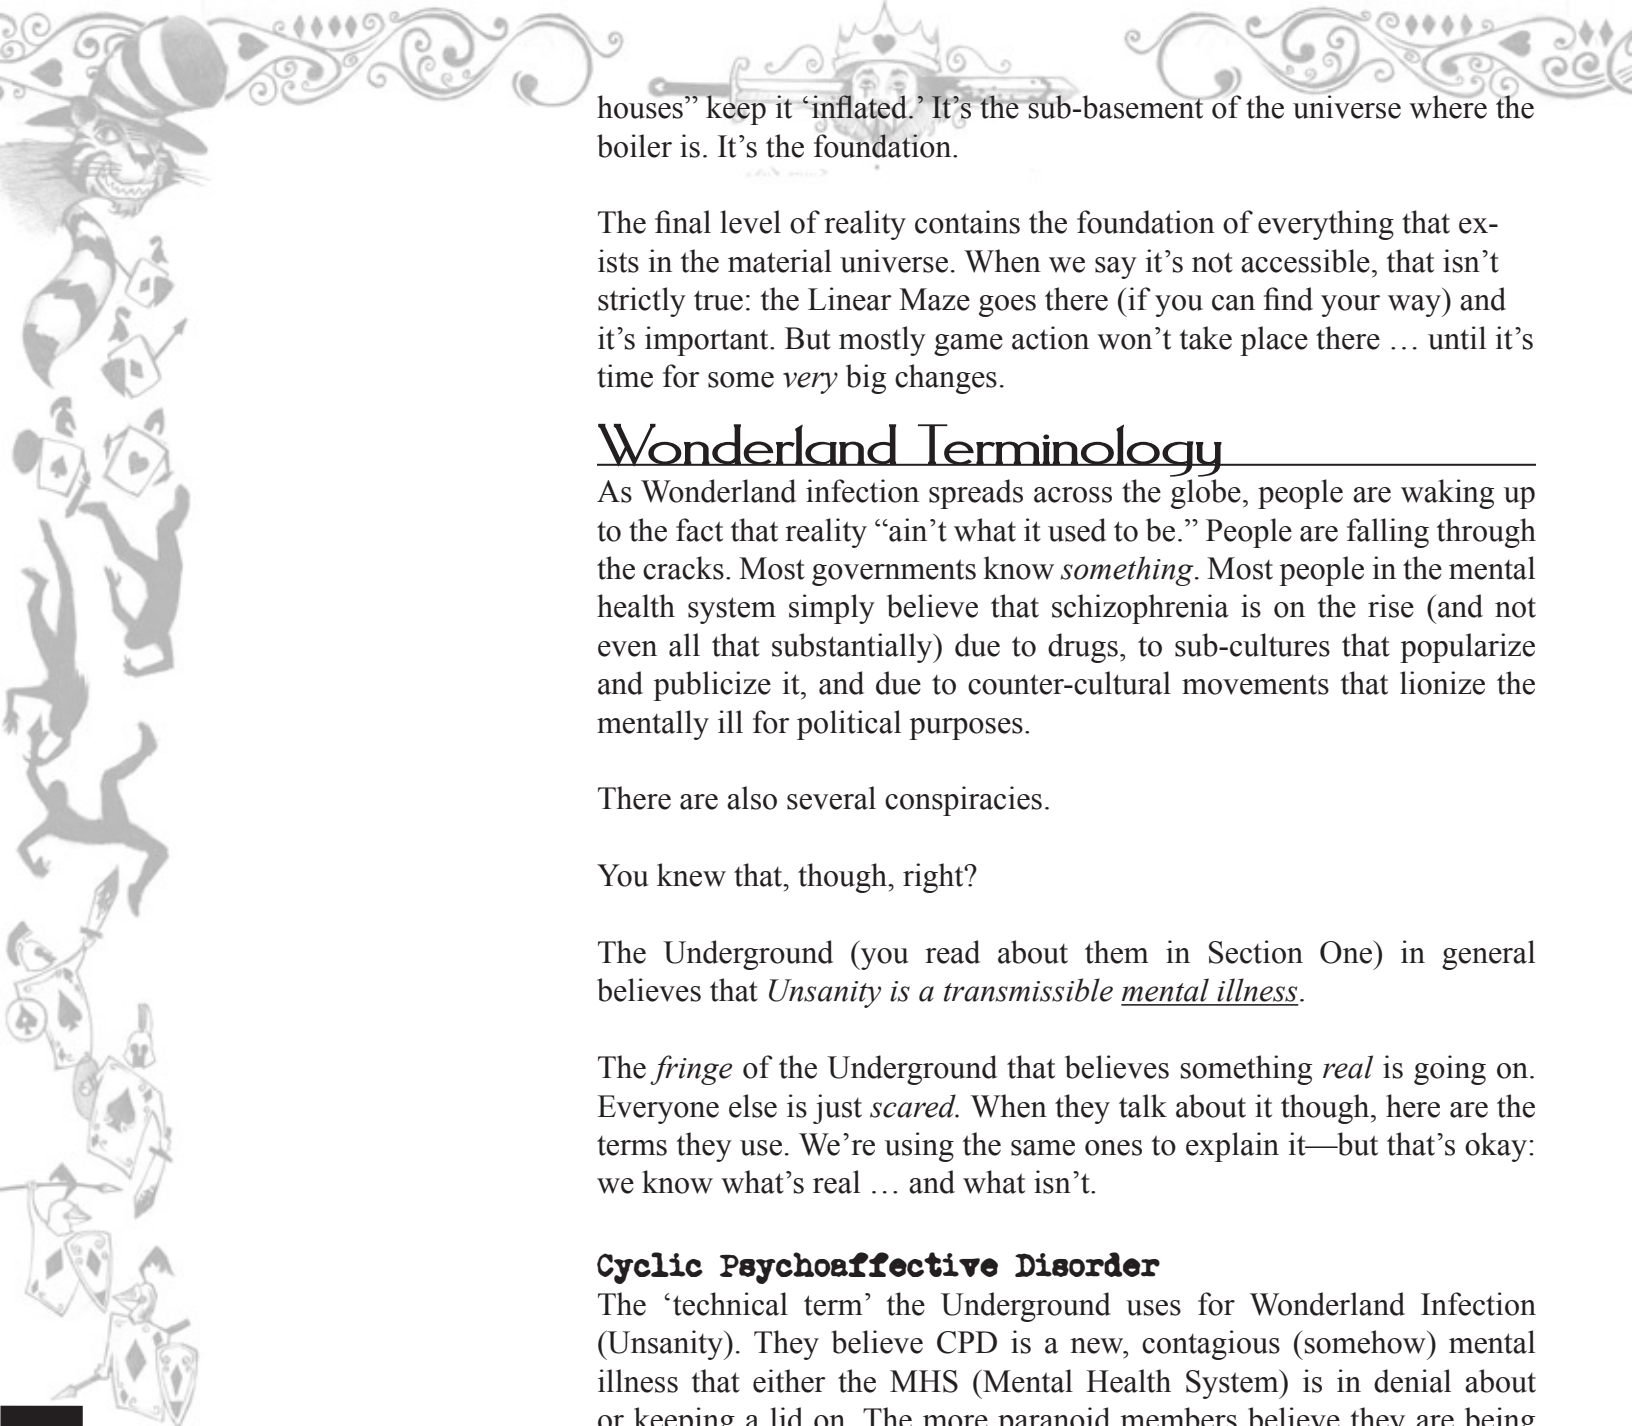 houses” keep it ‘inflated.’ It’s the sub-basement of the universe where the
boiler is. It’s the foundation.
The final level of reality contains the foundation of everything that ex-
ists in the material universe. When we say it’s not accessible, that isn’t
strictly true: the Linear Maze goes there (if you can find your way) and
it’s important. But mostly game action won’t take place there … until it’s
time for some very big changes.
Wonderland Terminology
As Wonderland infection spreads across the globe, people are waking up
to the fact that reality “ain’t what it used to be.” People are falling through
the cracks. Most governments know something. Most people in the mental
health system simply believe that schizophrenia is on the rise (and not
even all that substantially) due to drugs, to sub-cultures that popularize
and publicize it, and due to counter-cultural movements that lionize the
mentally ill for political purposes.
There are also several conspiracies.
You knew that, though, right?
The Underground (you read about them in Section One) in general
believes that Unsanity is a transmissible mental illness.
The fringe of the Underground that believes something real is going on.
Everyone else is just scared. When they talk about it though, here are the
terms they use. We’re using the same ones to explain it—but that’s okay:
we know what’s real … and what isn’t.
Cyclic Psychoaffective Disorder
The ‘technical term’ the Underground uses for Wonderland Infection
(Unsanity). They believe CPD is a new, contagious (somehow) mental
illness that either the MHS (Mental Health System) is in denial about
or keeping a lid on. The more paranoid members believe they are being